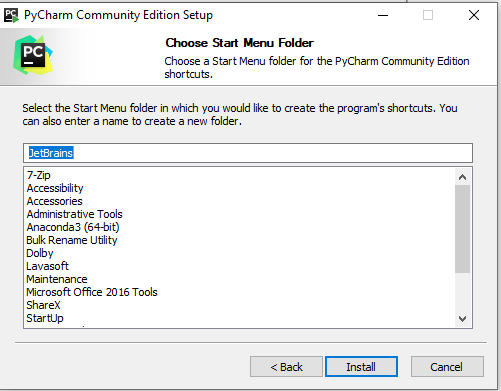 PyCharm Community Edition Setup
PC
Choose Start Menu Folder
Choose a Start Menu folder for the PyCharm Community Edition
shortcuts.
Select the Start Menu folder in which you would like to create the program's shortcuts. You
can also enter a name to create a new folder.
JetBrains
7-Zip
Accessibility
Accessories
Administrative Tools
Anaconda3 (64-bit)
Bulk Rename Utility
Dolby
Lavasoft
Maintenance
Microsoft Office 2016 Tools
ShareX
StartUp
< Back
Install
Cancel